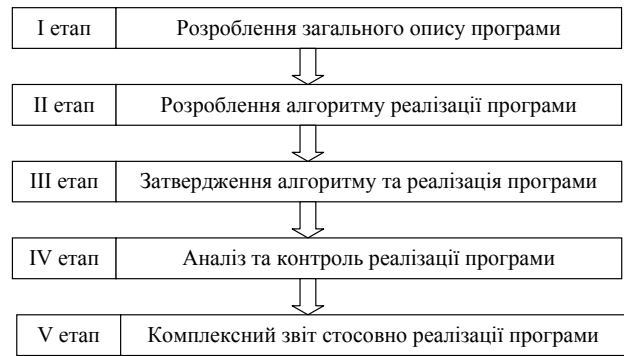 І етап Розроблення загального опису програми
ІІ етап Розроблення алгоритму реалізації програми
ІІІ етап Затвердження алгоритму та реалізація програми
IV етап Аналіз та контроль реалізації програми
V етап Комплексний звіт стосовно реалізації програми